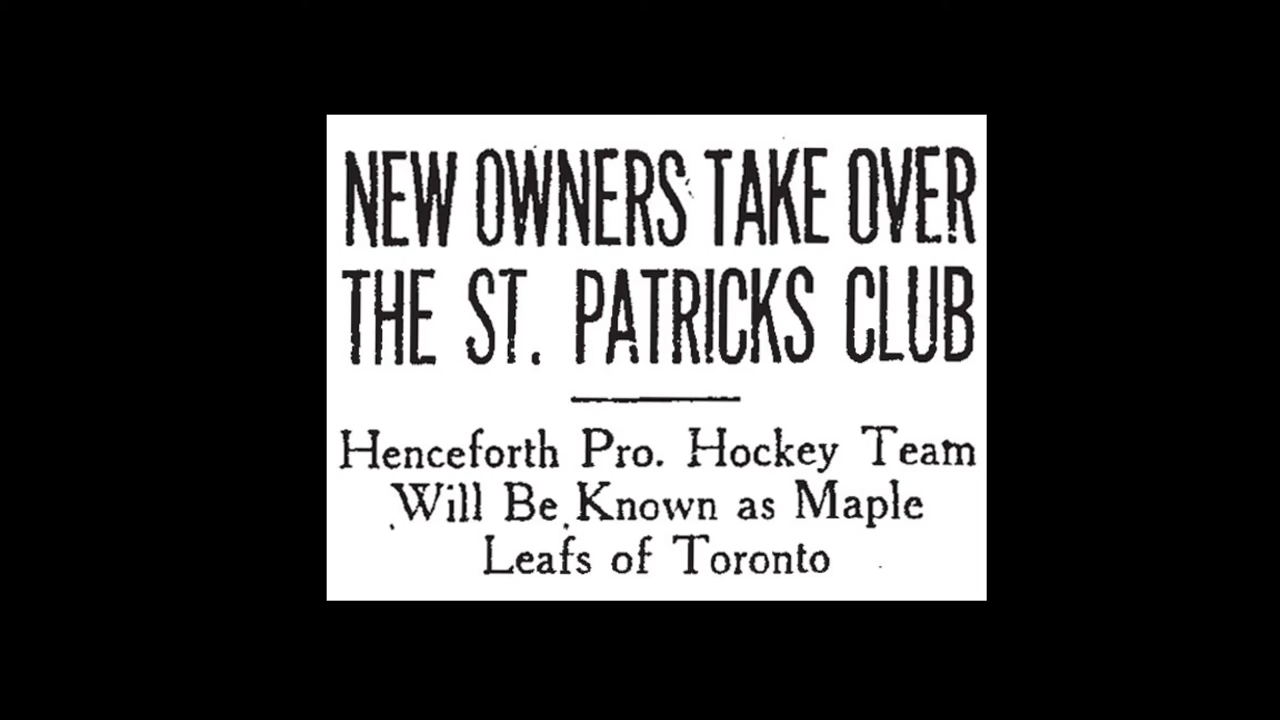 NEW OWNERS TAKE OVER
THE ST. PATRICKS CLUB
Henceforth Pro. Hockey Team
Will Be Known as Maple
Leafs of Toronto